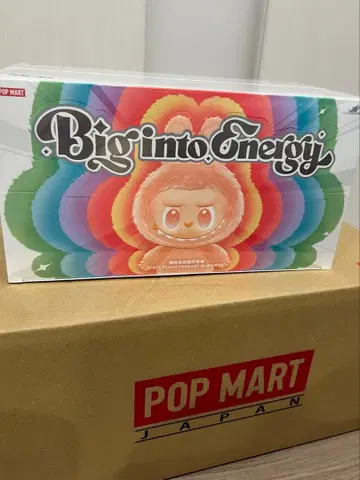 POP MART
Big into Energy
POP MART
JAPAN